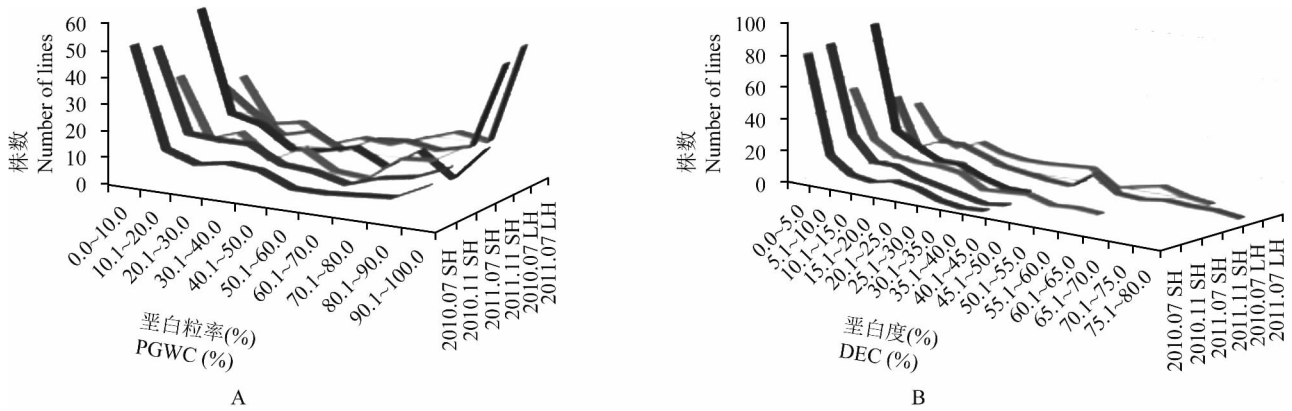 60
50
40
30
20
10
0
株数
Number of lines
0.0~10.0
10.1~20.0
20.1~30.0
30.1~40.0
40.1~50.0
50.1~60.0
60.1~70.0
70.1~80.0
80.1~90.0
90.1~100.0
2010.07 SH
2010.11 SH
2011.07 SH
2011.11 SH
2010.07 LH
2011.07 LH
垩白粒率(%)
PGWC (%)
A
100
80
60
40
20
0
株数
Number of lines
0.0~5.0
5.1~10.0
10.1~15.0
15.1~20.0
20.1~25.0
25.1~30.0
30.1~35.0
35.1~40.0
40.1~45.0
45.1~50.0
50.1~55.0
55.1~60.0
60.1~65.0
65.1~70.0
70.1~75.0
75.1~80.0
2010.07 SH
2010.11 SH
2011.07 SH
2011.11 SH
2010.07 LH
2011.07 LH
垩白度(%)
DEC (%)
B